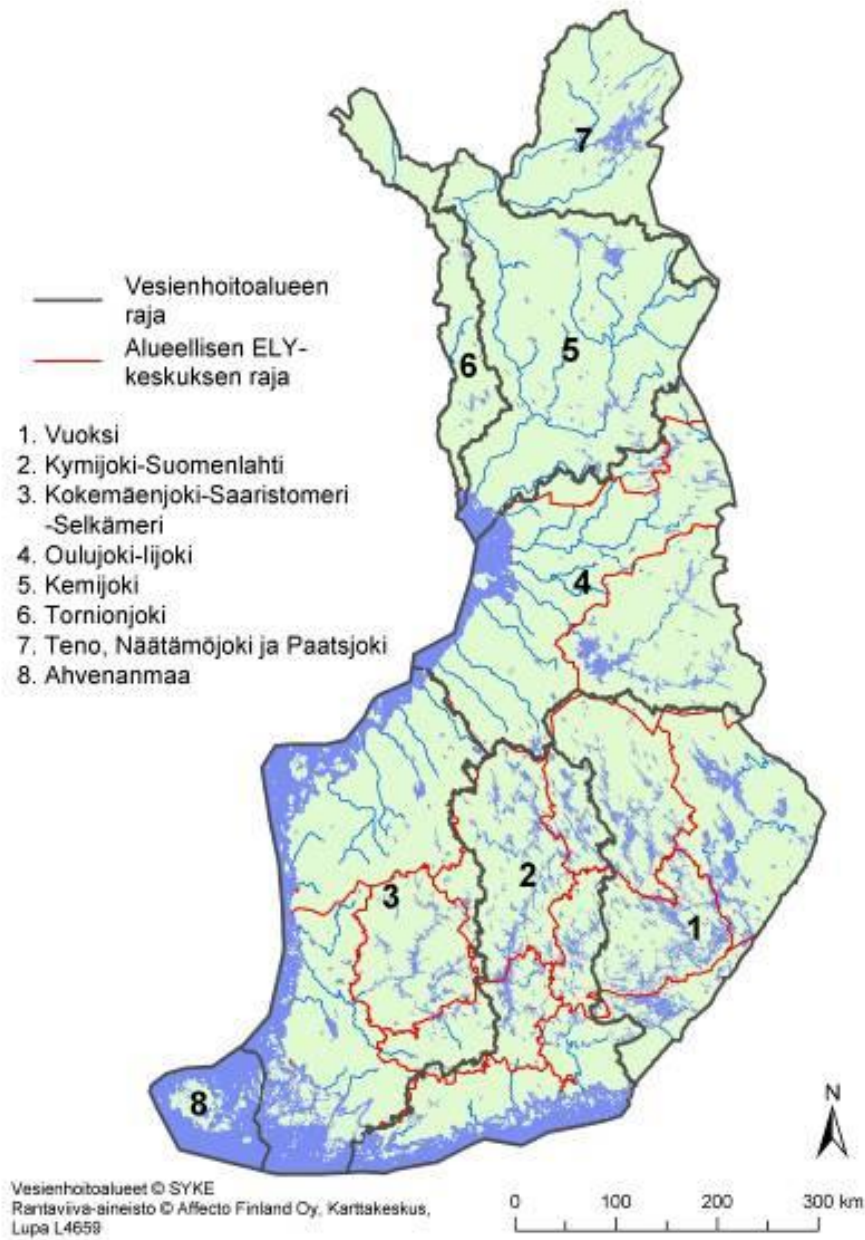 7
Vesienhoitoalueen
raja
Alueellisen ELY-
keskuksen raja
6
5
1. Vuoksi
2. Kymijoki-Suomenlahti
3. Kokemäenjoki-Saaristomeri
-Selkämeri
4. Oulujoki-Iijoki
5. Kemijoki
6. Tornionjoki
7. Teno, Näätämöjoki ja Paatsjoki
8. Ahvenanmaa
4
2
3
1
8
N
Vesienhoitoalueet © SYKE
Rantaviiva-aineisto © Affecto Finland Oy, Karttakeskus,
Lupa L4659
0 100 200 300 km